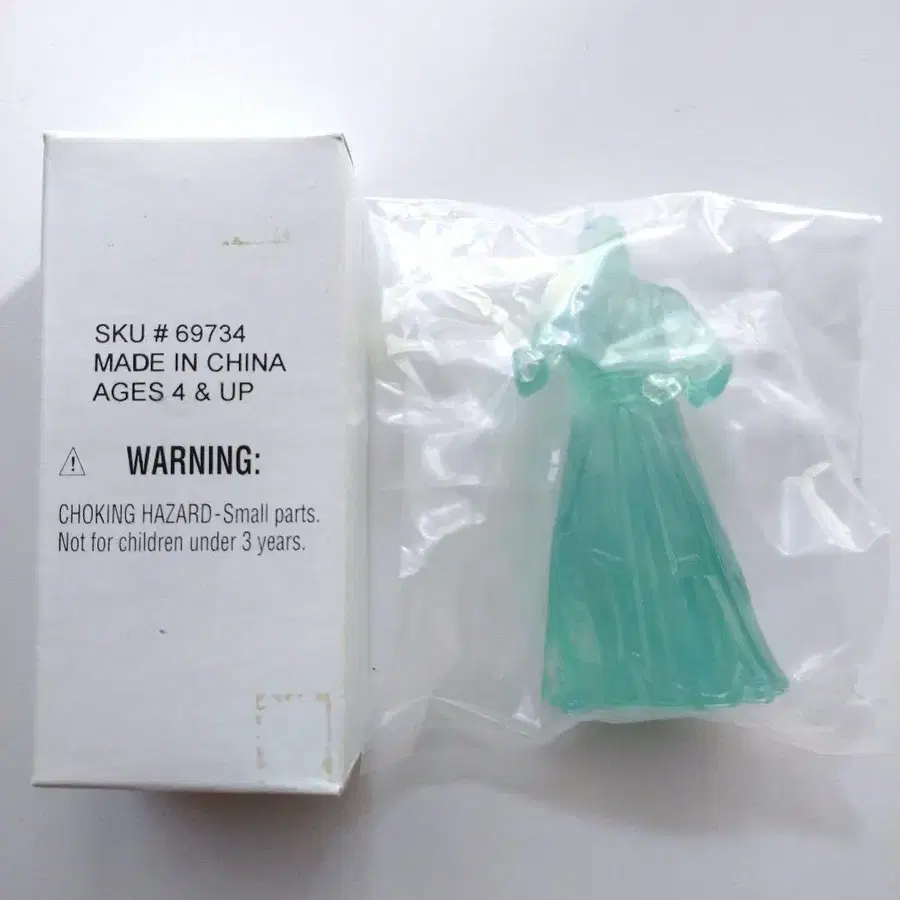 SKU # 69734
MADE IN CHINA
AGES 4 & UP
WARNING:
CHOKING HAZARD-Small parts.
Not for children under 3 years.